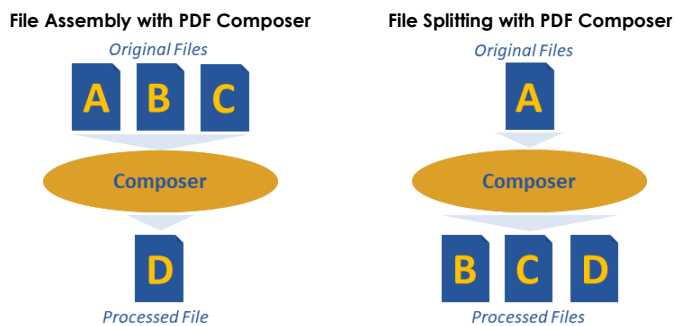 File Assembly with PDF Composer
Original Files
A B C
Composer
D
Processed File
File Splitting with PDF Composer
Original Files
A
Composer
B C D
Processed Files